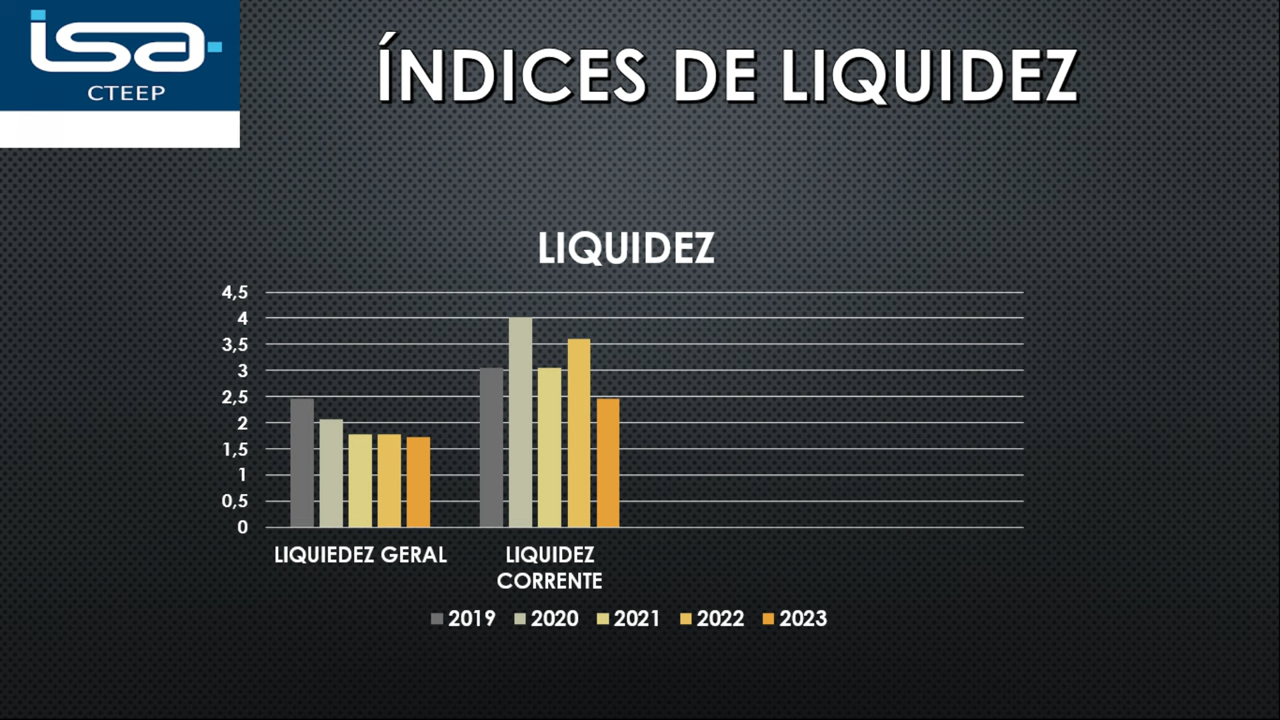 isa
CTEEP
ÍNDICES DE LIQUIDEZ
LIQUIDEZ
4,5
4
3,5
3
2,5
2
1,5
1
0,5
0
LIQUIEDEZ GERAL
LIQUIDEZ
CORRENTE
2019 2020 2021 2022 2023